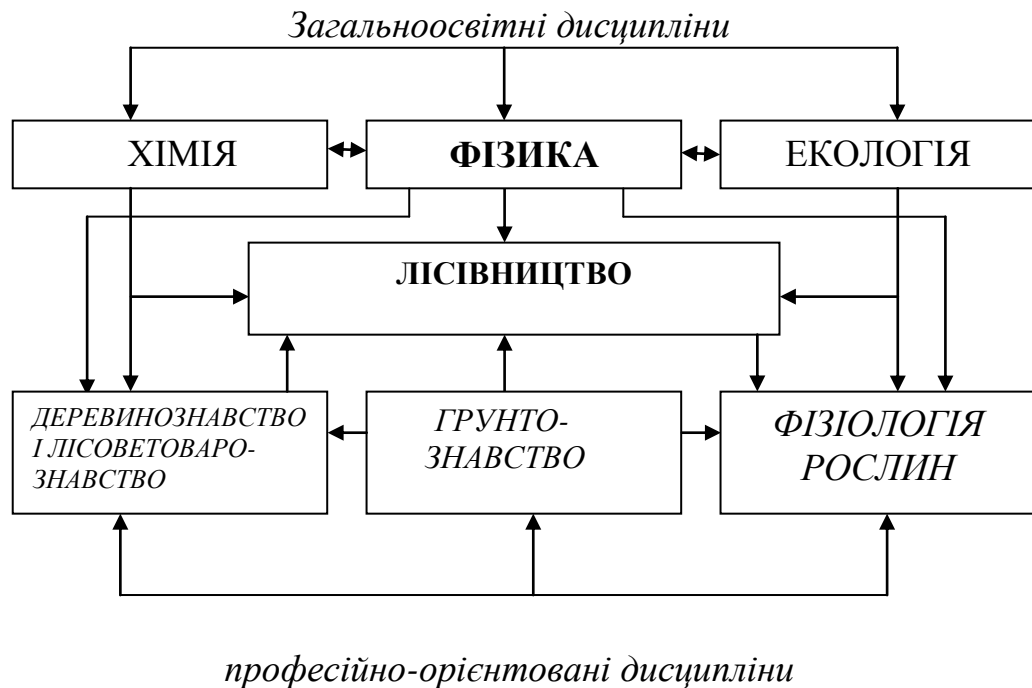 Загальноосвітні дисципліни
ХІМІЯ
ФІЗИКА
ЕКОЛОГІЯ
ЛІСІВНИЦТВО
ДЕРЕВИНОЗНАВСТВО
І ЛІСОВЕТОВАРО-
ЗНАВСТВО
ГРУНТО-
ЗНАВСТВО
ФІЗІОЛОГІЯ
РОСЛИН
професійно-орієнтовані дисципліни